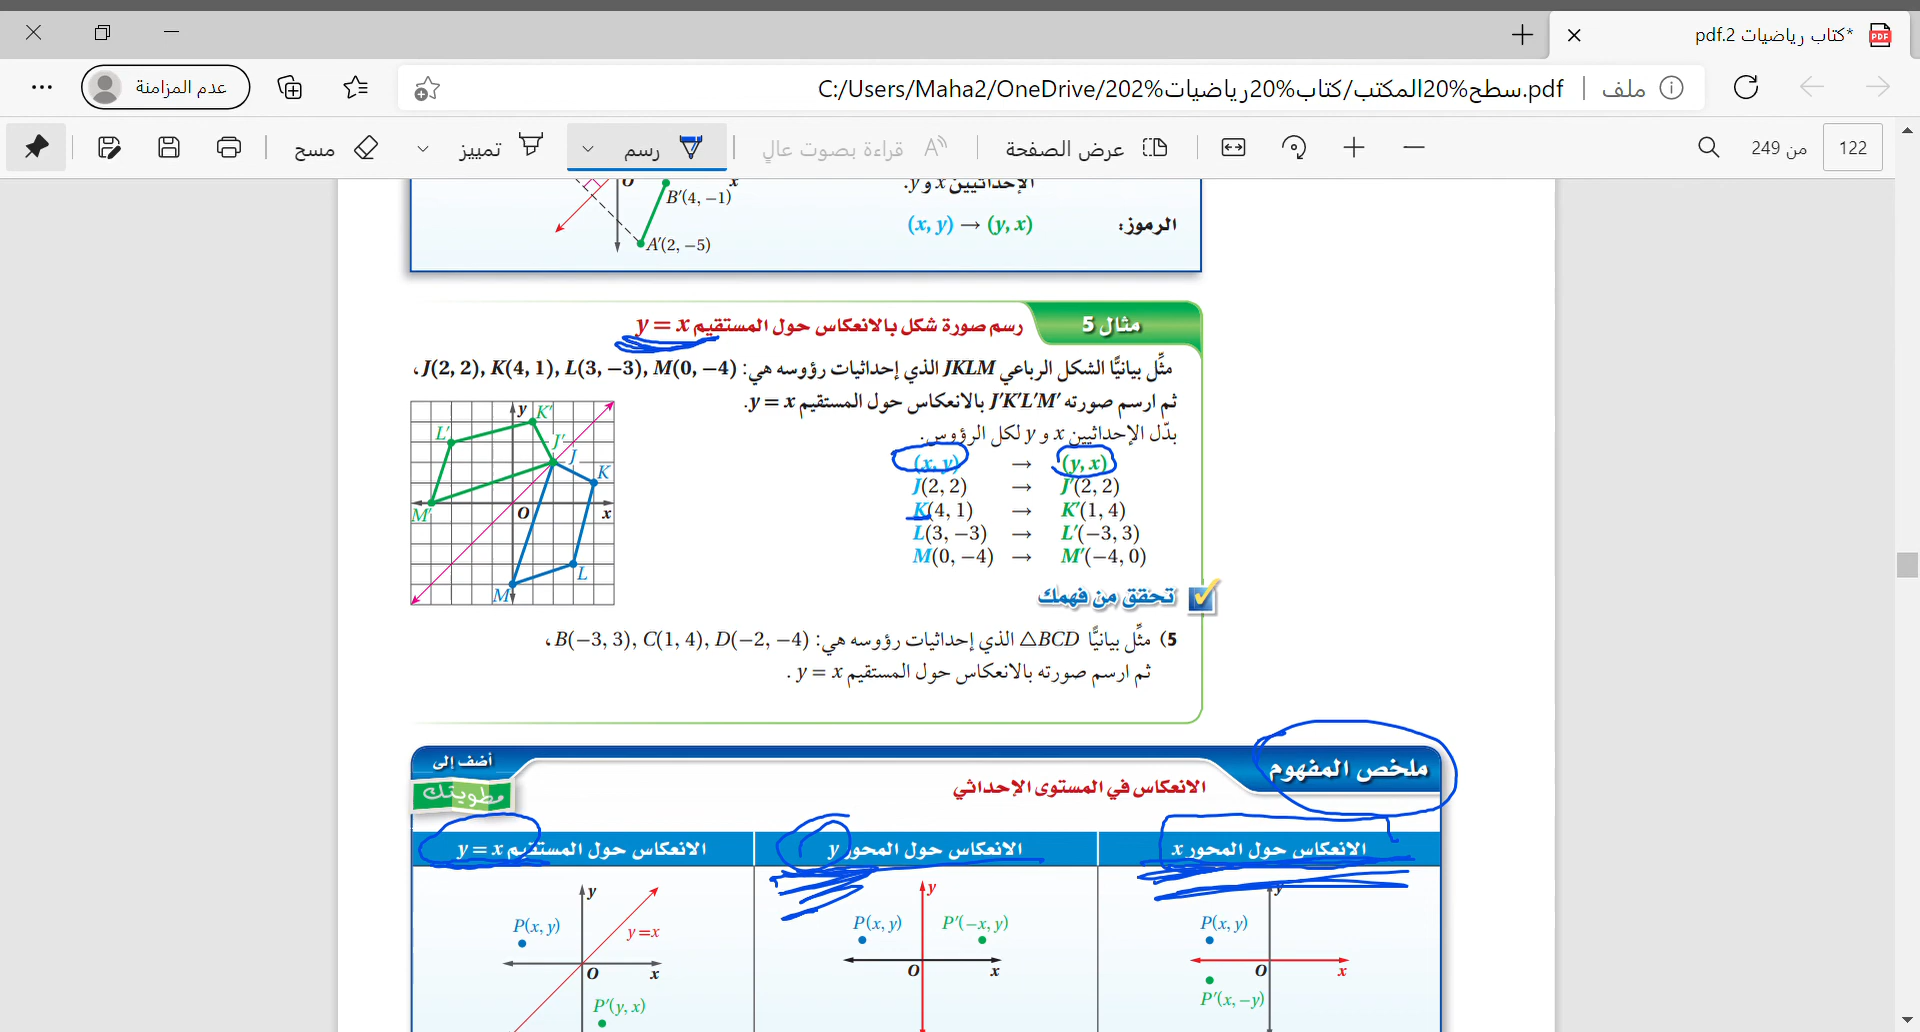 *كتاب رياضيات 2.pdf
ملف
C:/Users/Maha2/OneDrive/سطح%20المكتب/كتاب%20رياضيات%202.pdf
عدم المزامنة
122
من 249
عرض الصفحة
قراءة بصوت عالٍ
رسم
تمييز
مسح
الإحداثيين x و y.
O
x
B′(4, −1)
A′(2, −5)
الرموز:
(x, y) → (y, x)
مثال 5
رسم صورة شكل بالانعكاس حول المستقيم y = x
مثِّل بيانيًّا الشكل الرباعي JKLM الذي إحداثيات رؤوسه هي: J(2, 2), K(4, 1), L(3, −3), M(0, −4)،
ثم ارسم صورته J′K′L′M′ بالانعكاس حول المستقيم y = x.
بدّل الإحداثيين x و y لكل الرؤوس.
(x, y) → (y, x)
J(2, 2) → J′(2, 2)
K(4, 1) → K′(1, 4)
L(3, −3) → L′(−3, 3)
M(0, −4) → M′(−4, 0)
y
K′
L′
J′
J
K
M′
O
x
L
M
تحقق من فهمك
5) مثِّل بيانيًّا △BCD الذي إحداثيات رؤوسه هي: B(−3, 3), C(1, 4), D(−2, −4)،
ثم ارسم صورته بالانعكاس حول المستقيم y = x .
ملخص المفهوم
أضف إلى
مطويتك
الانعكاس في المستوى الإحداثي
الانعكاس حول المحور x
الانعكاس حول المحور y
الانعكاس حول المستقيم y = x
y
P(x, y)
O
x
P′(x, −y)
y
P(x, y)
P′(−x, y)
O
x
y
P(x, y)
y = x
O
x
P′(y, x)